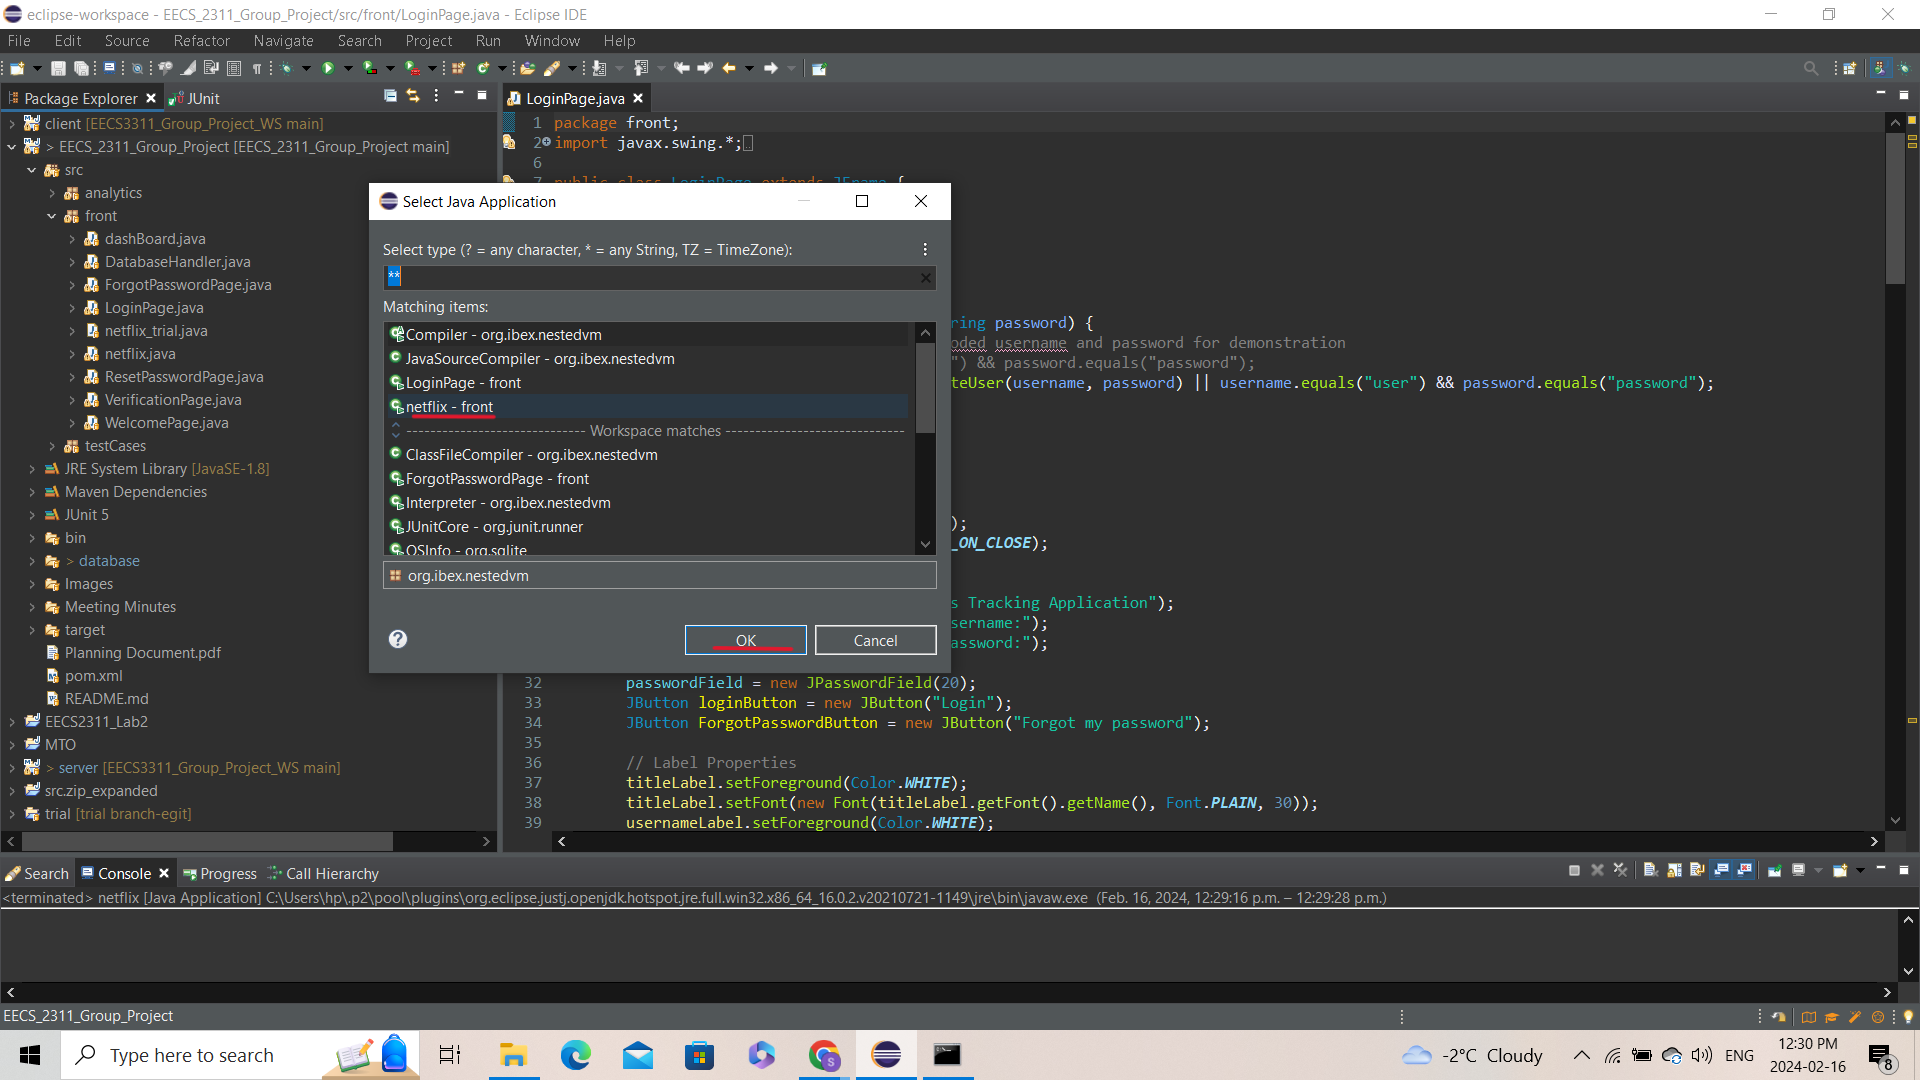 eclipse-workspace - EECS_2311_Group_Project/src/front/LoginPage.java - Eclipse IDE
File Edit Source Refactor Navigate Search Project Run Window Help
Package Explorer JUnit
LoginPage.java
client [EECS3311_Group_Project_WS main]
> EECS_2311_Group_Project [EECS_2311_Group_Project main]
src
analytics
front
dashBoard.java
DatabaseHandler.java
ForgotPasswordPage.java
LoginPage.java
netflix_trial.java
netflix.java
ResetPasswordPage.java
VerificationPage.java
WelcomePage.java
testCases
JRE System Library [JavaSE-1.8]
Maven Dependencies
JUnit 5
bin
> database
Images
Meeting Minutes
target
Planning Document.pdf
pom.xml
README.md
EECS2311_Lab2
MTO
> server [EECS3311_Group_Project_WS main]
src.zip_expanded
trial [trial branch-egit]
1 package front;
2 import javax.swing.*;
6
7 public class LoginPage extends JFrame {
Select Java Application
Select type (? = any character, * = any String, TZ = TimeZone):
**
Matching items:
Compiler - org.ibex.nestedvm
JavaSourceCompiler - org.ibex.nestedvm
LoginPage - front
netflix - front
------------------------------ Workspace matches ------------------------------
ClassFileCompiler - org.ibex.nestedvm
ForgotPasswordPage - front
Interpreter - org.ibex.nestedvm
JUnitCore - org.junit.runner
OSInfo - org.sqlite
org.ibex.nestedvm
OK Cancel
ring password) {
oded username and password for demonstration
") && password.equals("password");
teUser(username, password) || username.equals("user") && password.equals("password");
);
_ON_CLOSE);
s Tracking Application");
sername:");
assword:");
32 passwordField = new JPasswordField(20);
33 JButton loginButton = new JButton("Login");
34 JButton ForgotPasswordButton = new JButton("Forgot my password");
35
36 // Label Properties
37 titleLabel.setForeground(Color.WHITE);
38 titleLabel.setFont(new Font(titleLabel.getFont().getName(), Font.PLAIN, 30));
39 usernameLabel.setForeground(Color.WHITE);
Search Console Progress Call Hierarchy
<terminated> netflix [Java Application] C:\Users\hp\.p2\pool\plugins\org.eclipse.justj.openjdk.hotspot.jre.full.win32.x86_64_16.0.2.v20210721-1149\jre\bin\javaw.exe (Feb. 16, 2024, 12:29:16 p.m. – 12:29:28 p.m.)
EECS_2311_Group_Project
Type here to search
-2°C Cloudy
ENG
12:30 PM
2024-02-16
8